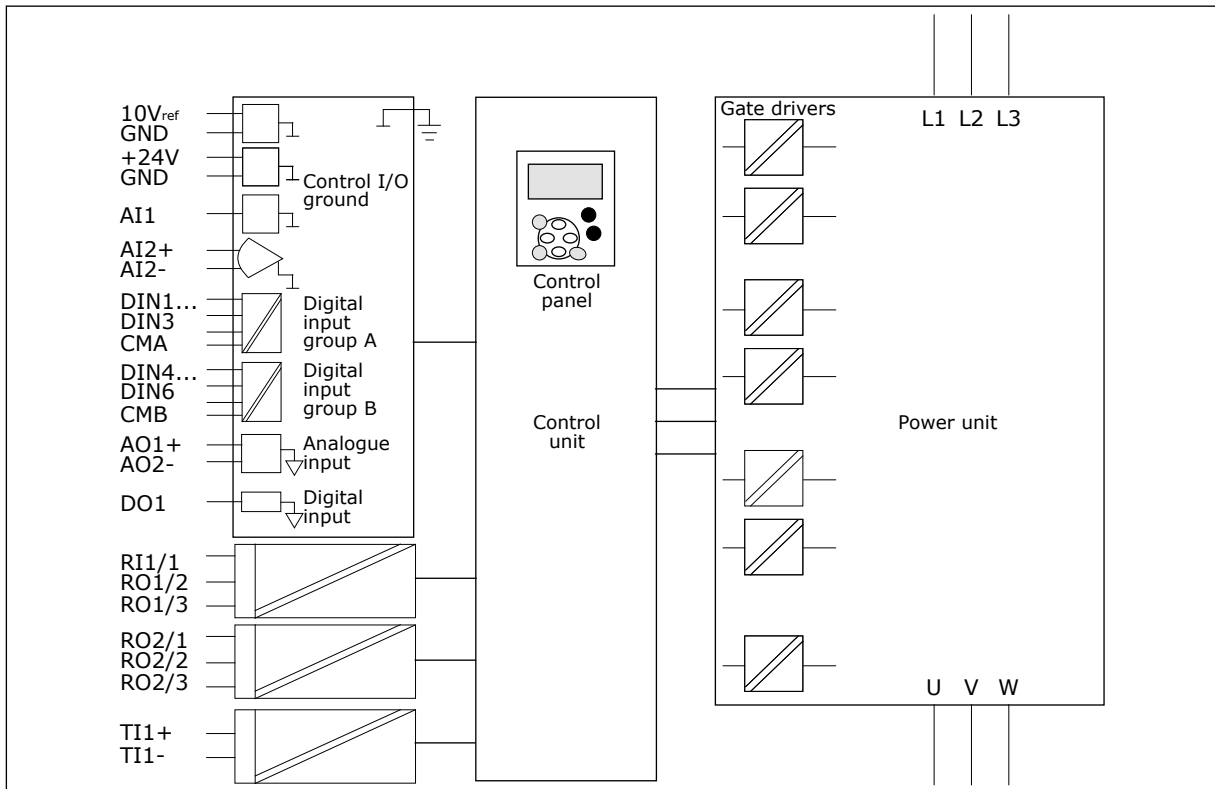 10Vref
GND
+24V
GND
AI1
AI2+
AI2-
DIN1...
DIN3
CMA
DIN4...
DIN6
CMB
AO1+
AO2-
DO1
RI1/1
RO1/2
RO1/3
RO2/1
RO2/2
RO2/3
TI1+
TI1-
Control I/O
ground
Digital
input
group A
Digital
input
group B
Analogue
input
Digital
input
Control
panel
Control
unit
Gate drivers
L1 L2 L3
Power unit
U V W